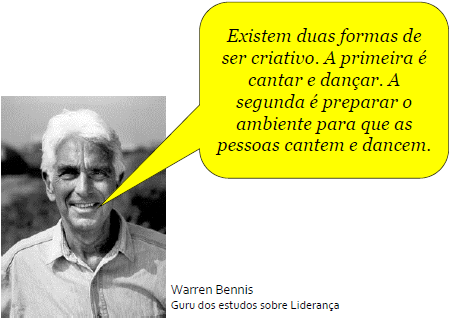 Existem duas formas de
ser criativo. A primeira é
cantar e dançar. A
segunda é preparar o
ambiente para que as
pessoas cantem e dancem.
Warren Bennis
Guru dos estudos sobre Liderança